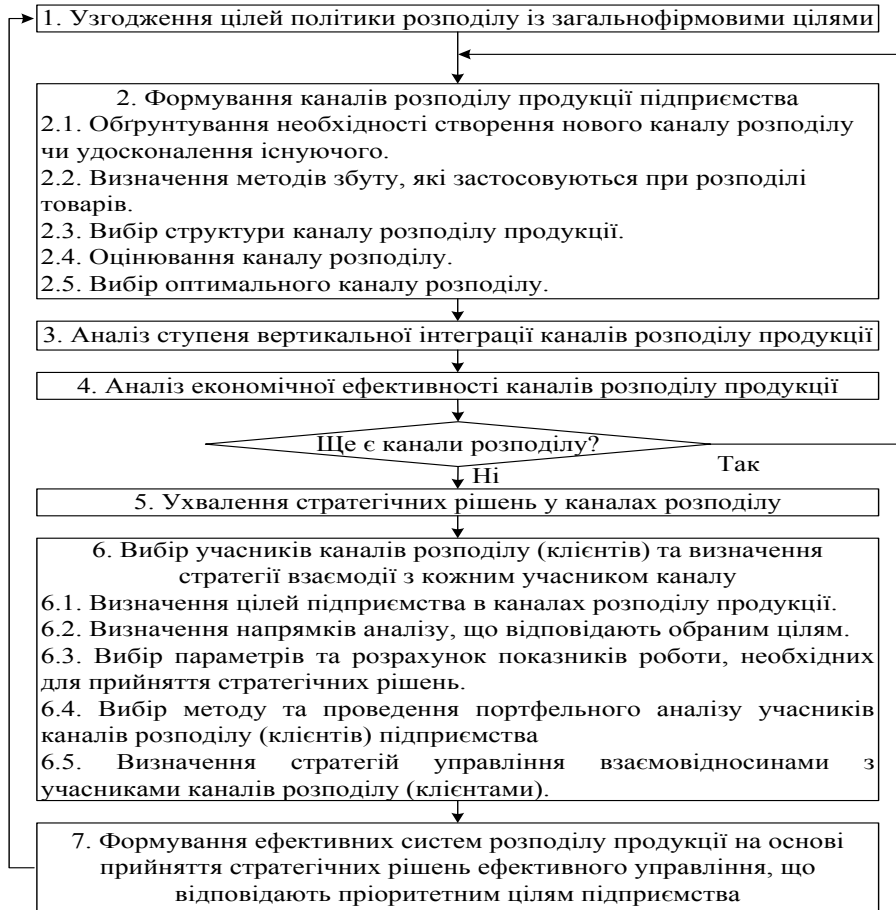 1. Узгодження цілей політики розподілу із загальнофірмовими цілями
2. Формування каналів розподілу продукції підприємства
2.1. Обґрунтування необхідності створення нового каналу розподілу
чи удосконалення існуючого.
2.2. Визначення методів збуту, які застосовуються при розподілі
товарів.
2.3. Вибір структури каналу розподілу продукції.
2.4. Оцінювання каналу розподілу.
2.5. Вибір оптимального каналу розподілу.
3. Аналіз ступеня вертикальної інтеграції каналів розподілу продукції
4. Аналіз економічної ефективності каналів розподілу продукції
Ще є канали розподілу?
Так
Ні
5. Ухвалення стратегічних рішень у каналах розподілу
6. Вибір учасників каналів розподілу (клієнтів) та визначення
стратегії взаємодії з кожним учасником каналу
6.1. Визначення цілей підприємства в каналах розподілу продукції.
6.2. Визначення напрямків аналізу, що відповідають обраним цілям.
6.3. Вибір параметрів та розрахунок показників роботи, необхідних
для прийняття стратегічних рішень.
6.4. Вибір методу та проведення портфельного аналізу учасників
каналів розподілу (клієнтів) підприємства
6.5. Визначення стратегій управління взаємовідносинами з
учасниками каналів розподілу (клієнтами).
7. Формування ефективних систем розподілу продукції на основі
прийняття стратегічних рішень ефективного управління, що
відповідають пріоритетним цілям підприємства